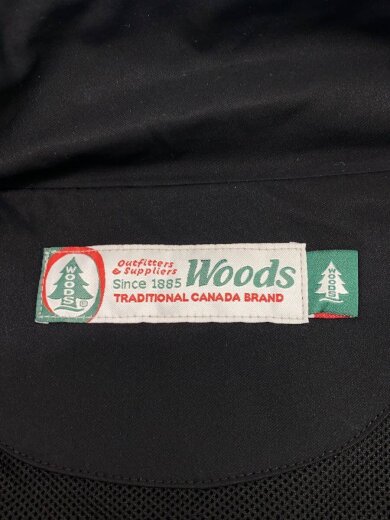 WOODS
®
Outfitters
& Suppliers
Since 1885
Woods
TRADITIONAL CANADA BRAND
WOODS